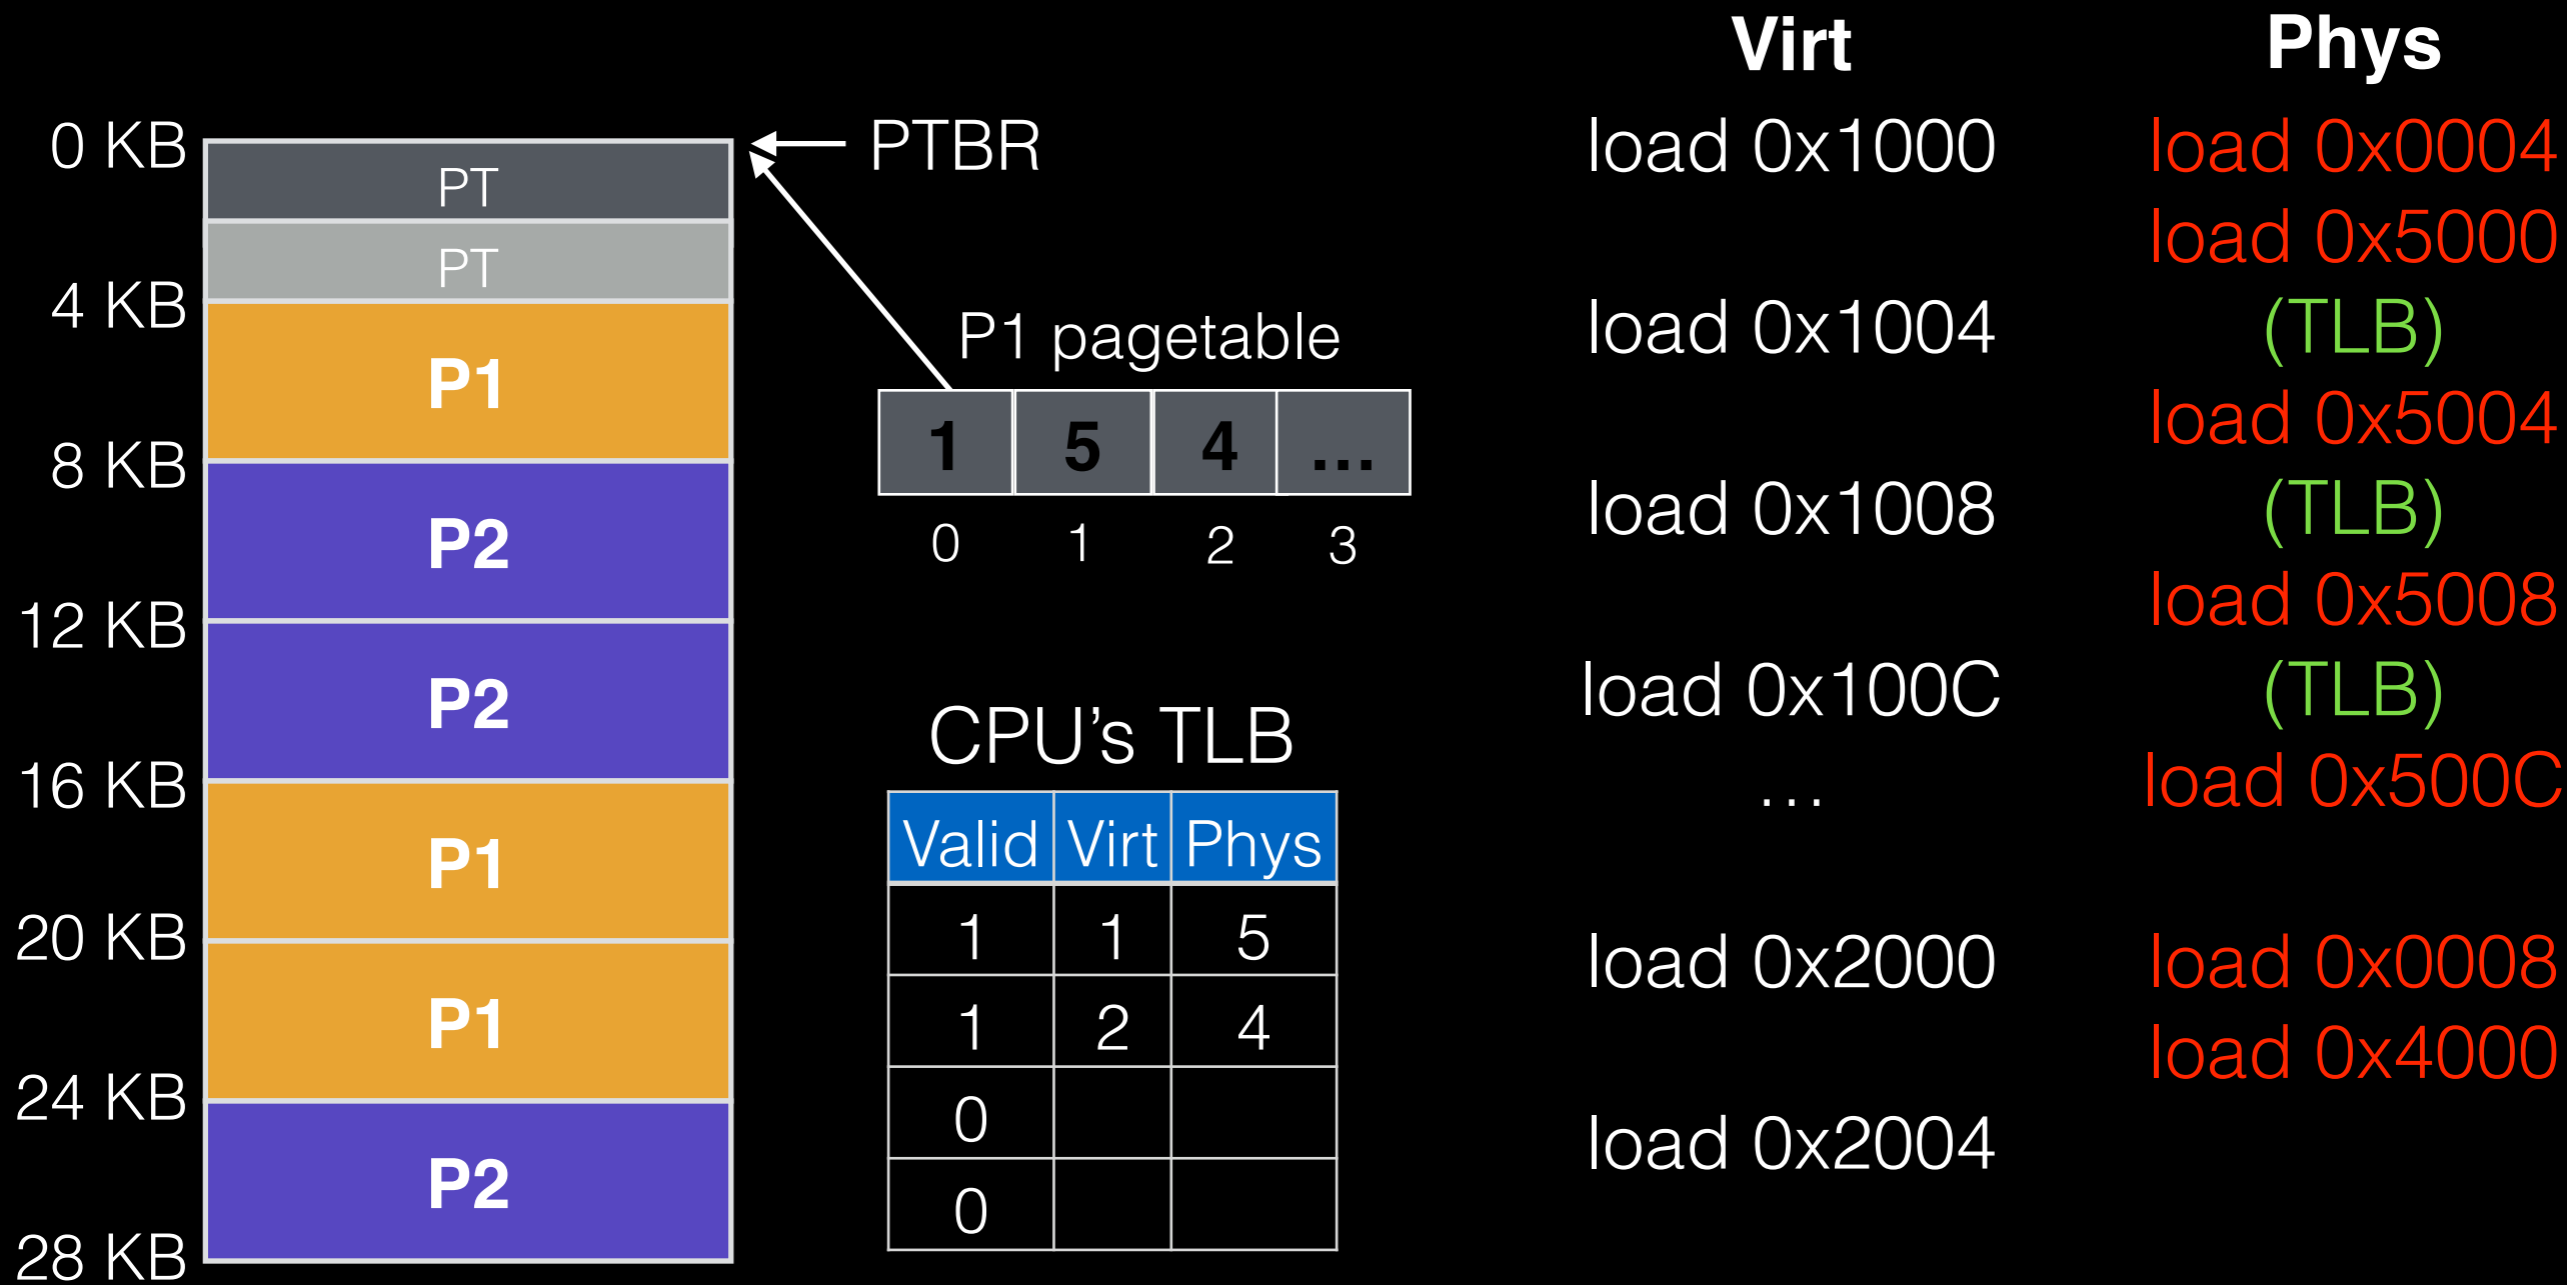 0 KB
PT
PT
4 KB
P1
8 KB
P2
12 KB
P2
16 KB
P1
20 KB
P1
24 KB
P2
28 KB
PTBR
P1 pagetable
1 5 4 ...
0 1 2 3
CPU’s TLB
Valid Virt Phys
1 1 5
1 2 4
0
0
Virt Phys
load 0x1000 load 0x0004
load 0x5000
load 0x1004 (TLB)
load 0x5004
load 0x1008 (TLB)
load 0x5008
load 0x100C (TLB)
... load 0x500C
load 0x2000 load 0x0008
load 0x4000
load 0x2004